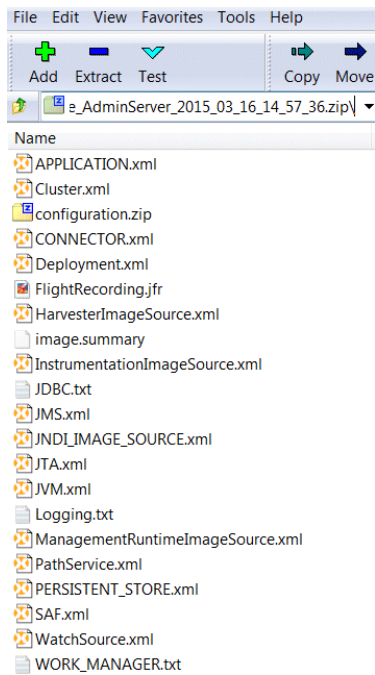 File Edit View Favorites Tools Help
Add Extract Test Copy Move
e_AdminServer_2015_03_16_14_57_36.zip\
Name
APPLICATION.xml
Cluster.xml
configuration.zip
CONNECTOR.xml
Deployment.xml
FlightRecording.jfr
HarvesterImageSource.xml
image.summary
InstrumentationImageSource.xml
JDBC.txt
JMS.xml
JNDI_IMAGE_SOURCE.xml
JTA.xml
JVM.xml
Logging.txt
ManagementRuntimeImageSource.xml
PathService.xml
PERSISTENT_STORE.xml
SAF.xml
WatchSource.xml
WORK_MANAGER.txt